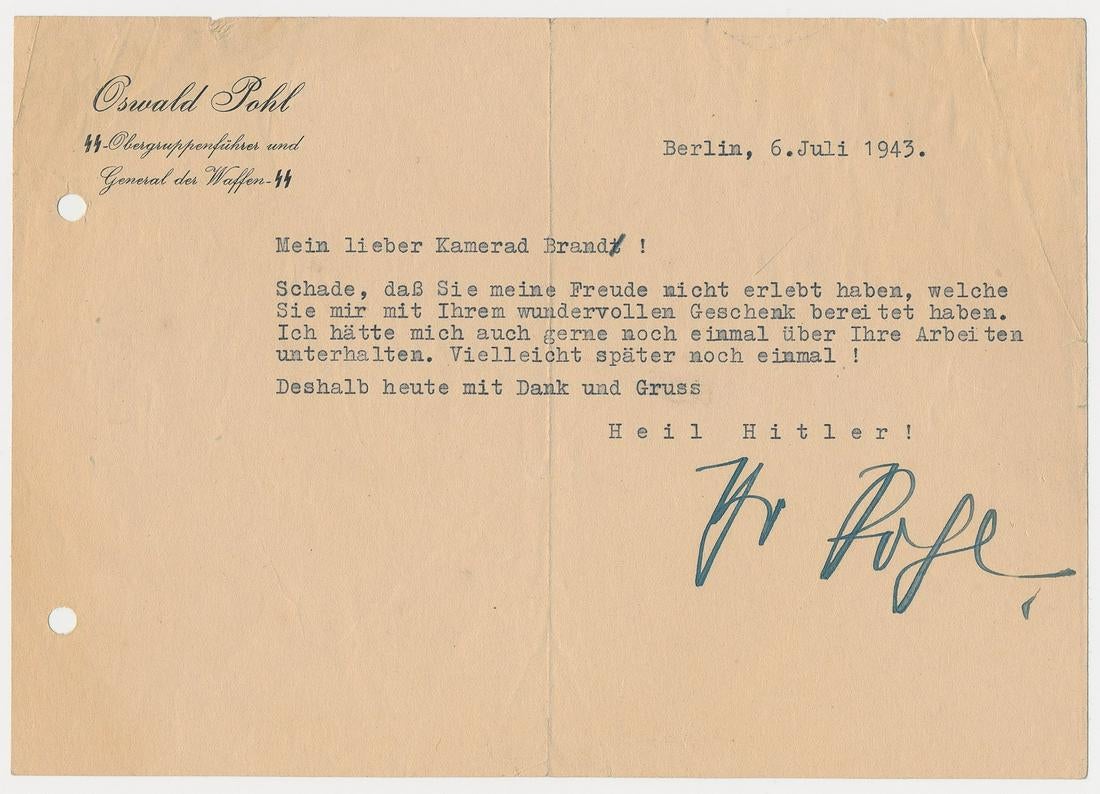 Oswald Pohl
ᛋᛋ-Obergruppenführer und
General der Waffen-ᛋᛋ
Berlin, 6.Juli 1943.
Mein lieber Kamerad Brandt !
Schade, daß Sie meine Freude nicht erlebt haben, welche
Sie mir mit Ihrem wundervollen Geschenk bereitet haben.
Ich hätte mich auch gerne noch einmal über Ihre Arbeiten
unterhalten. Vielleicht später noch einmal !
Deshalb heute mit Dank und Gruss
Heil Hitler!
Ihr Pohl